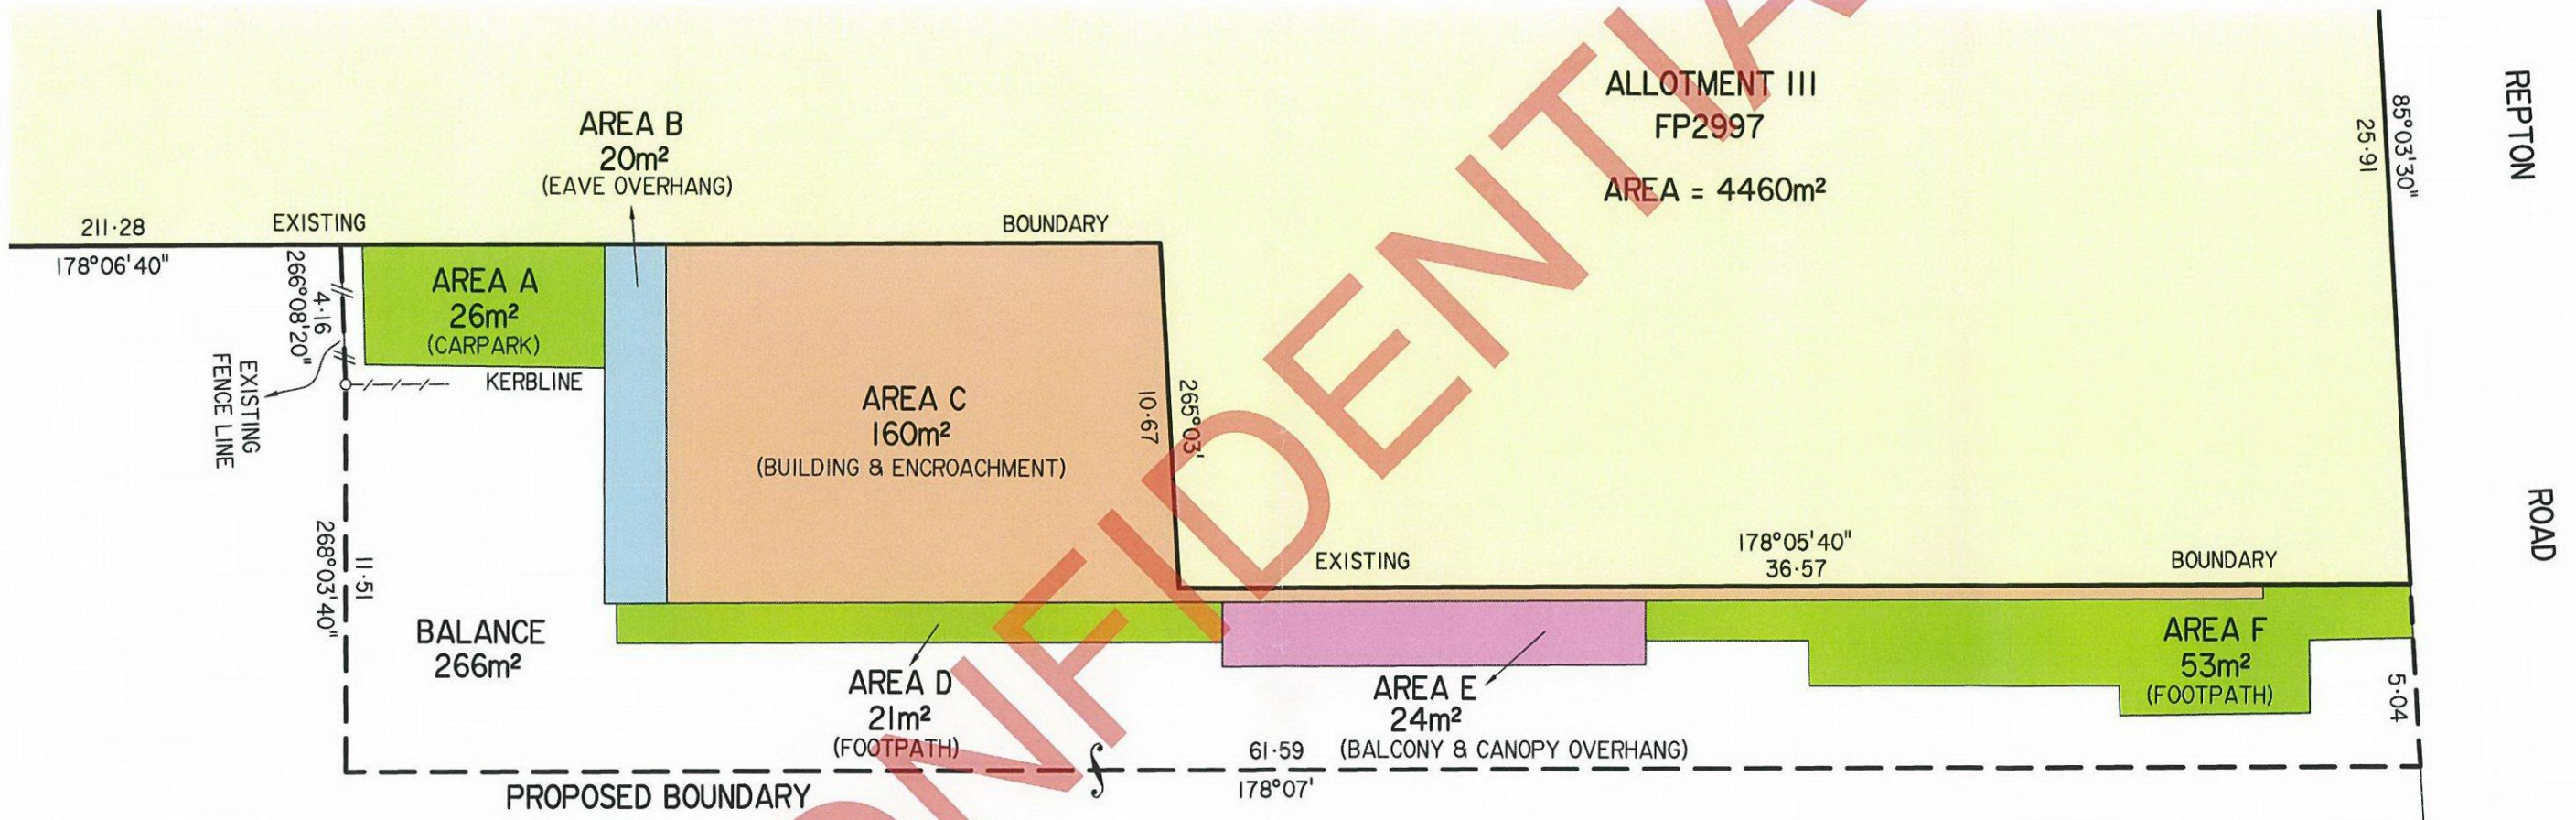 ALLOTMENT 111
FP2997
AREA = 4460m²
REPTON
ROAD
85°03'30"
25·91
AREA B
20m²
(EAVE OVERHANG)
211·28
EXISTING
BOUNDARY
178°06'40"
266°08'20"
4·16
AREA A
26m²
(CARPARK)
KERBLINE
EXISTING
FENCE LINE
AREA C
160m²
(BUILDING & ENCROACHMENT)
10·67
265°03'
178°05'40"
EXISTING
36·57
BOUNDARY
268°03'40"
11·51
BALANCE
266m²
AREA D
21m²
(FOOTPATH)
AREA E
24m²
(BALCONY & CANOPY OVERHANG)
AREA F
53m²
(FOOTPATH)
5·04
61·59
178°07'
PROPOSED BOUNDARY
CONFIDENTIAL